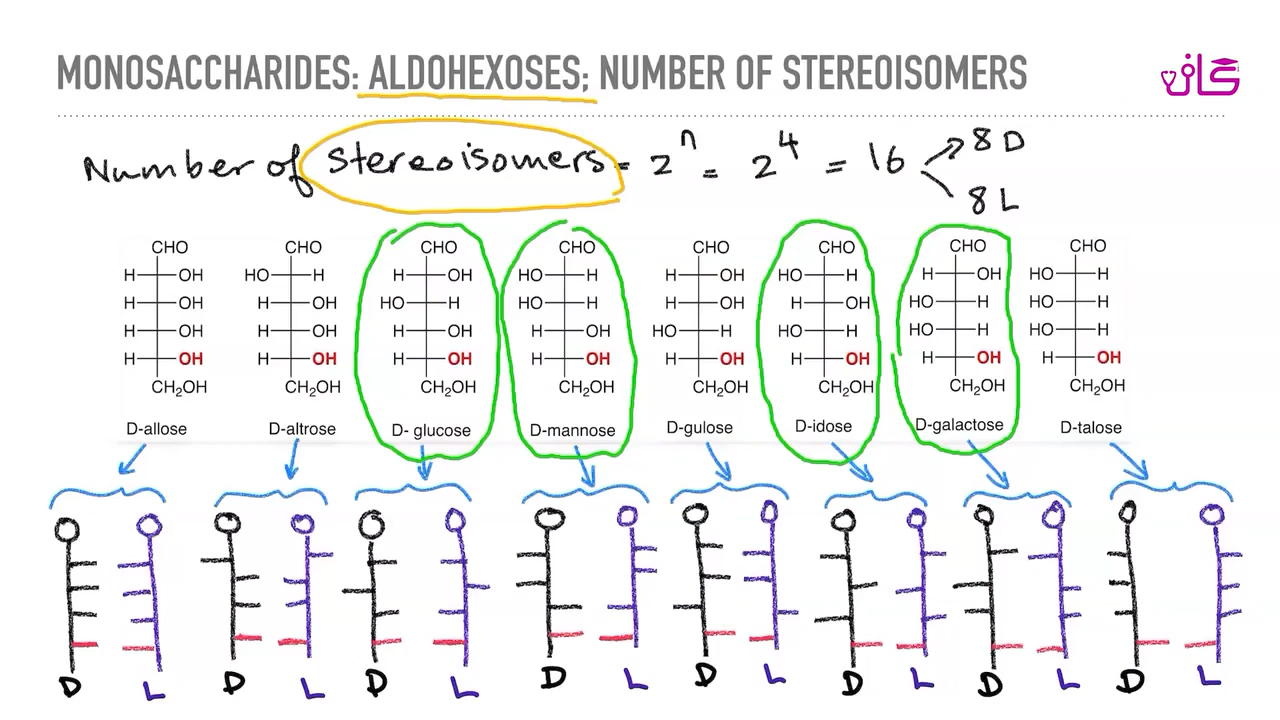 MONOSACCHARIDES: ALDOHEXOSES; NUMBER OF STEREOISOMERS
گانۍ
Number of stereoisomers = 2ⁿ = 2⁴ = 16 → 8 D
8 L
CHO CHO CHO CHO CHO CHO CHO CHO
H OH HO H H OH HO H H OH HO H H OH HO H
H OH H OH HO H HO H H OH H OH HO H HO H
H OH H OH H OH H OH HO H HO H HO H HO H
H OH H OH H OH H OH H OH H OH H OH H OH
CH₂OH CH₂OH CH₂OH CH₂OH CH₂OH CH₂OH CH₂OH CH₂OH
D-allose D-altrose D- glucose D-mannose D-gulose D-idose D-galactose D-talose
D L D L D L D L D L D L D L D L